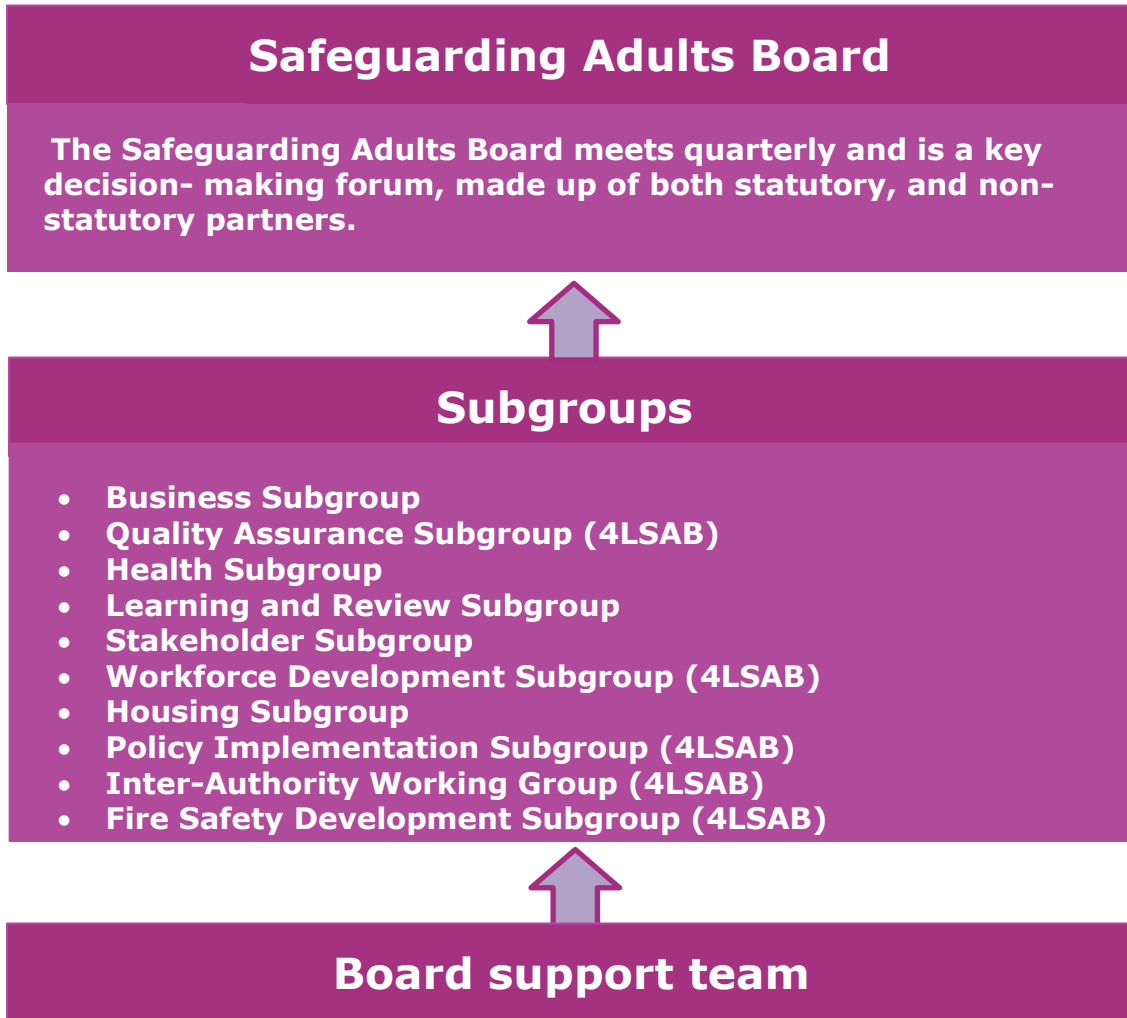 Safeguarding Adults Board
The Safeguarding Adults Board meets quarterly and is a key
decision- making forum, made up of both statutory, and non-
statutory partners.
Subgroups
• Business Subgroup
• Quality Assurance Subgroup (4LSAB)
• Health Subgroup
• Learning and Review Subgroup
• Stakeholder Subgroup
• Workforce Development Subgroup (4LSAB)
• Housing Subgroup
• Policy Implementation Subgroup (4LSAB)
• Inter-Authority Working Group (4LSAB)
• Fire Safety Development Subgroup (4LSAB)
Board support team